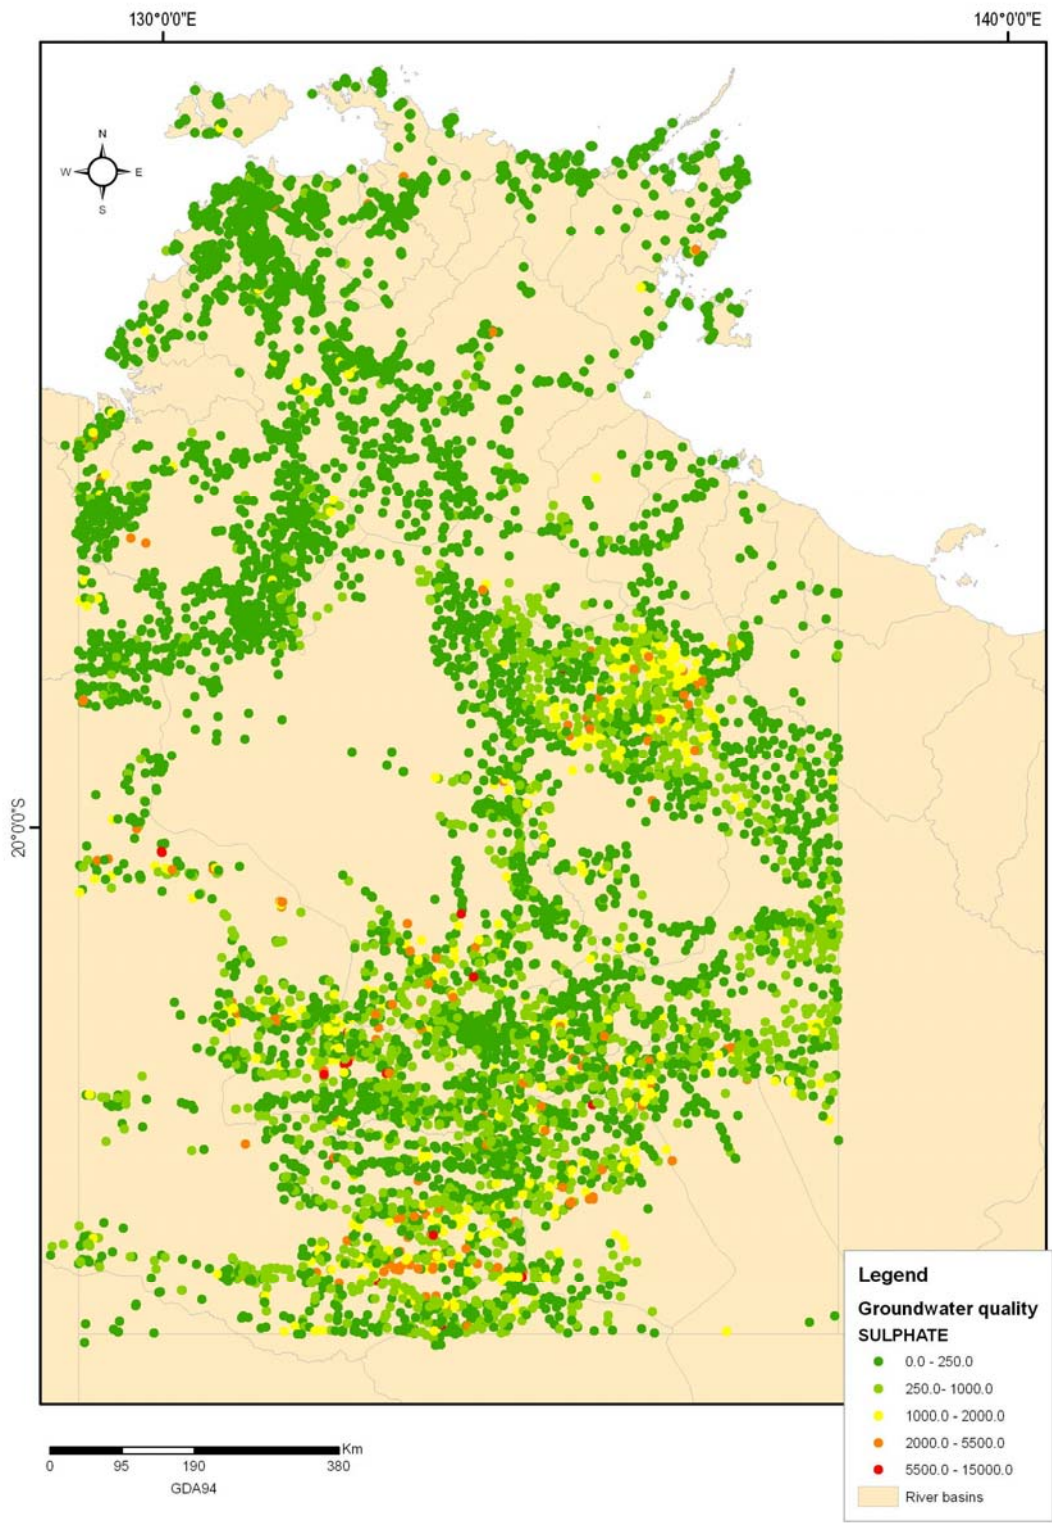 130°0'0"E
140°0'0"E
N
W
E
S
20°0'0"S
Legend
Groundwater quality
SULPHATE
0.0 - 250.0
250.0- 1000.0
1000.0 - 2000.0
2000.0 - 5500.0
5500.0 - 15000.0
River basins
Km
0 95 190 380
GDA94